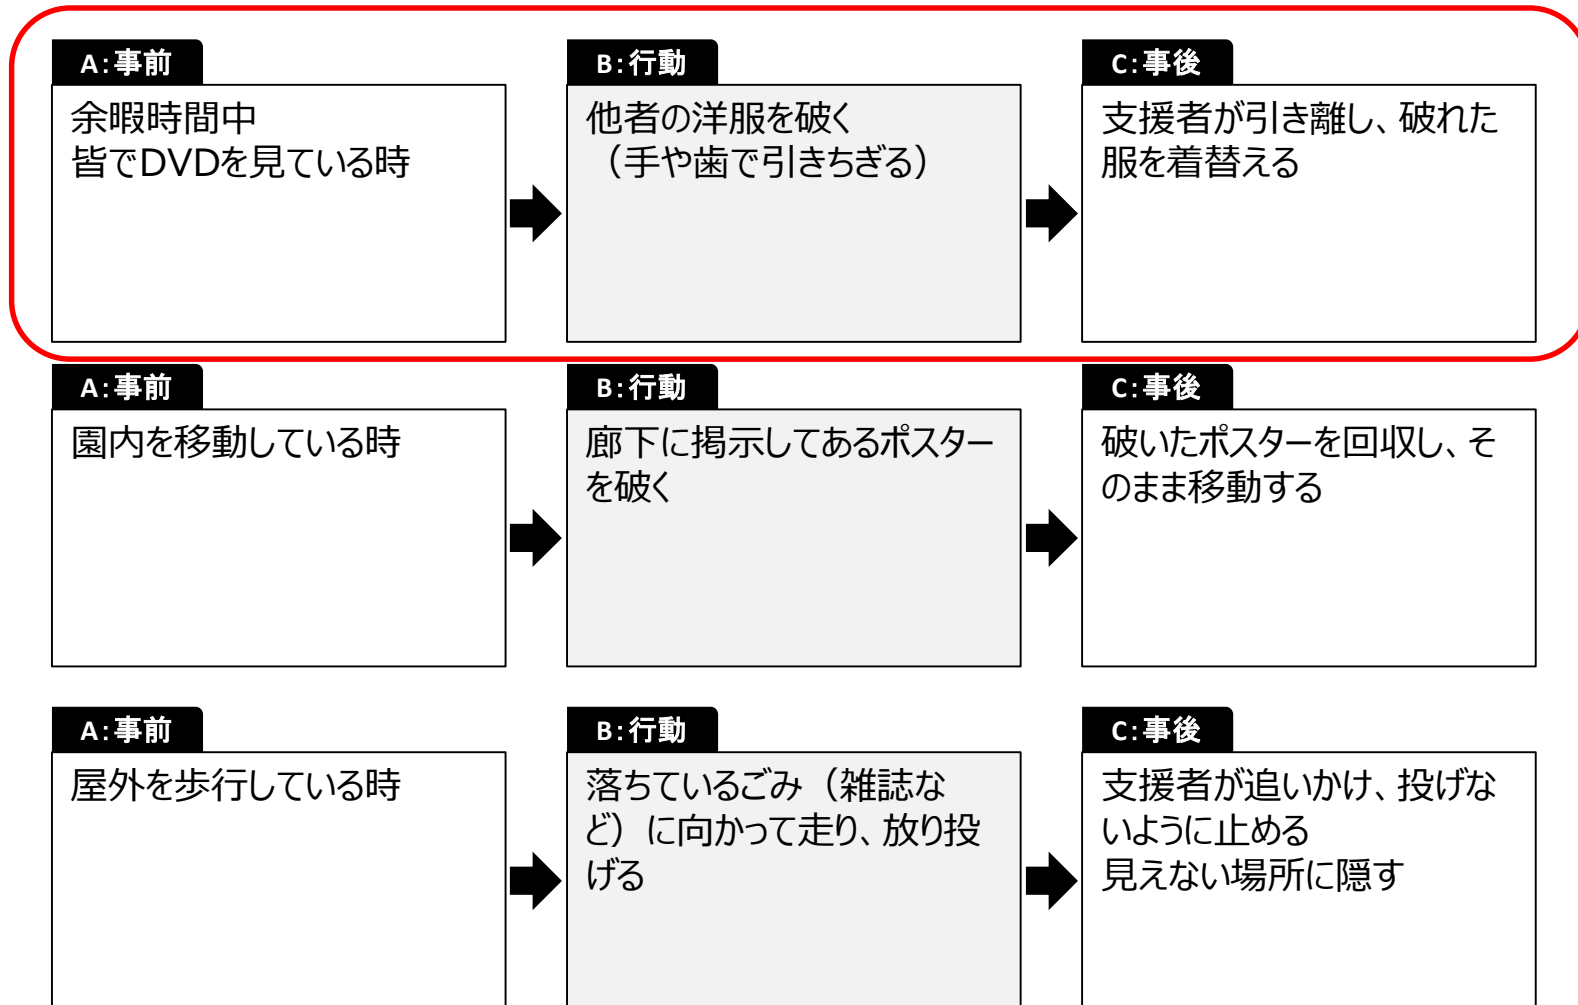 A:事前
B:行動
C:事後
余暇時間中
皆でDVDを見ている時
他者の洋服を破く
（手や歯で引きちぎる）
支援者が引き離し、破れた
服を着替える
A:事前
B:行動
C:事後
園内を移動している時
廊下に掲示してあるポスター
を破く
破いたポスターを回収し、そ
のまま移動する
A:事前
B:行動
C:事後
屋外を歩行している時
落ちているごみ（雑誌な
ど）に向かって走り、放り投
げる
支援者が追いかけ、投げな
いように止める
見えない場所に隠す